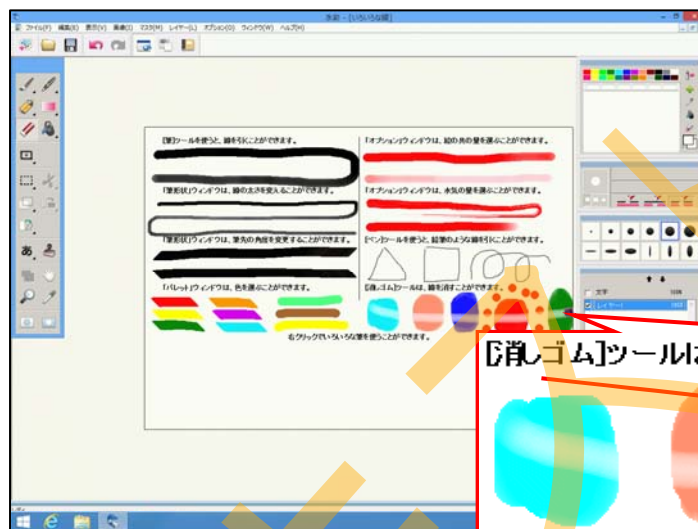 水彩 - [いろいろな線]
ファイル(F) 編集(E) 表示(V) 画像(I) マスク(M) レイヤー(L) オプション(O) ウィンドウ(W) ヘルプ(H)
[筆]ツールを使うと、線を引くことができます。
「オプション」ウィンドウは、絵の具の量を選ぶことができます。
「筆形状」ウィンドウは、線の太さを変えることができます。
「オプション」ウィンドウは、水気の量を選ぶことができます。
「筆形状」ウィンドウは、筆先の角度を変更することができます。
[ペン]ツールを使うと、鉛筆のような線を引くことができます。
「パレット」ウィンドウは、色を選ぶことができます。
[消しゴム]ツールは、線を消すことができます。
右クリックでいろいろな筆を使うことができます。
あ
文字
レイヤー1
[消しゴム]ツールは